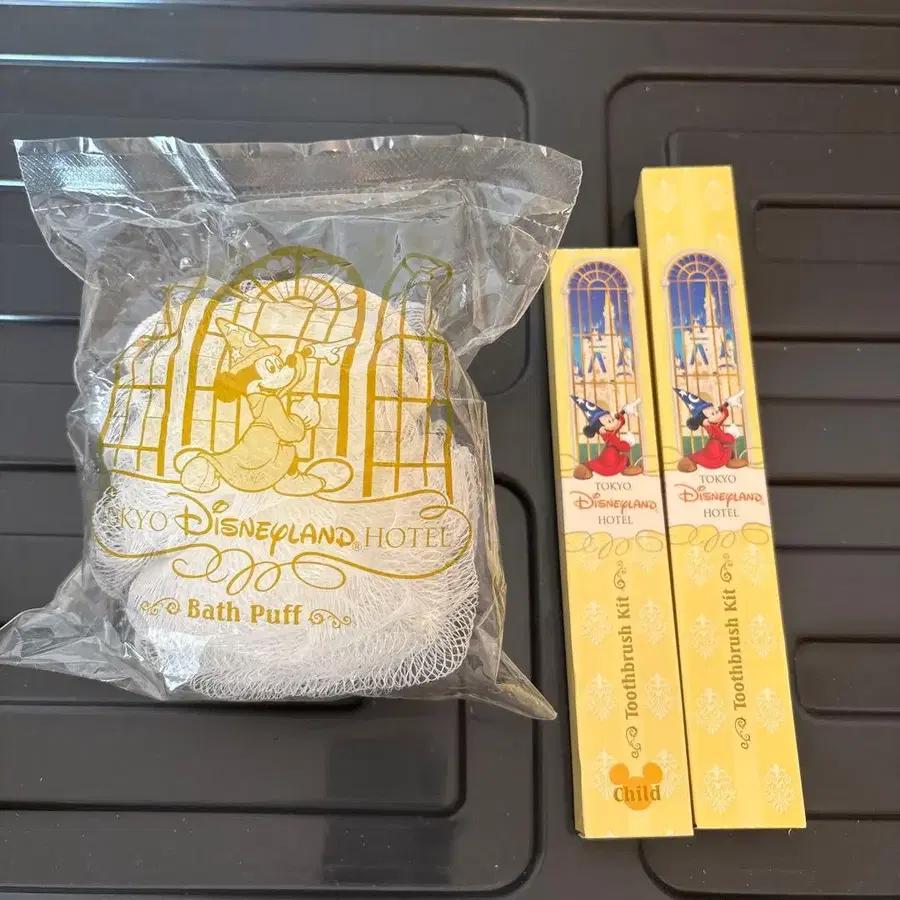 TOKYO DISNEYLAND® HOTEL
Bath Puff
TOKYO
DISNEYLAND
HOTEL
Toothbrush Kit
Child
TOKYO
DISNEYLAND
HOTEL
Toothbrush Kit